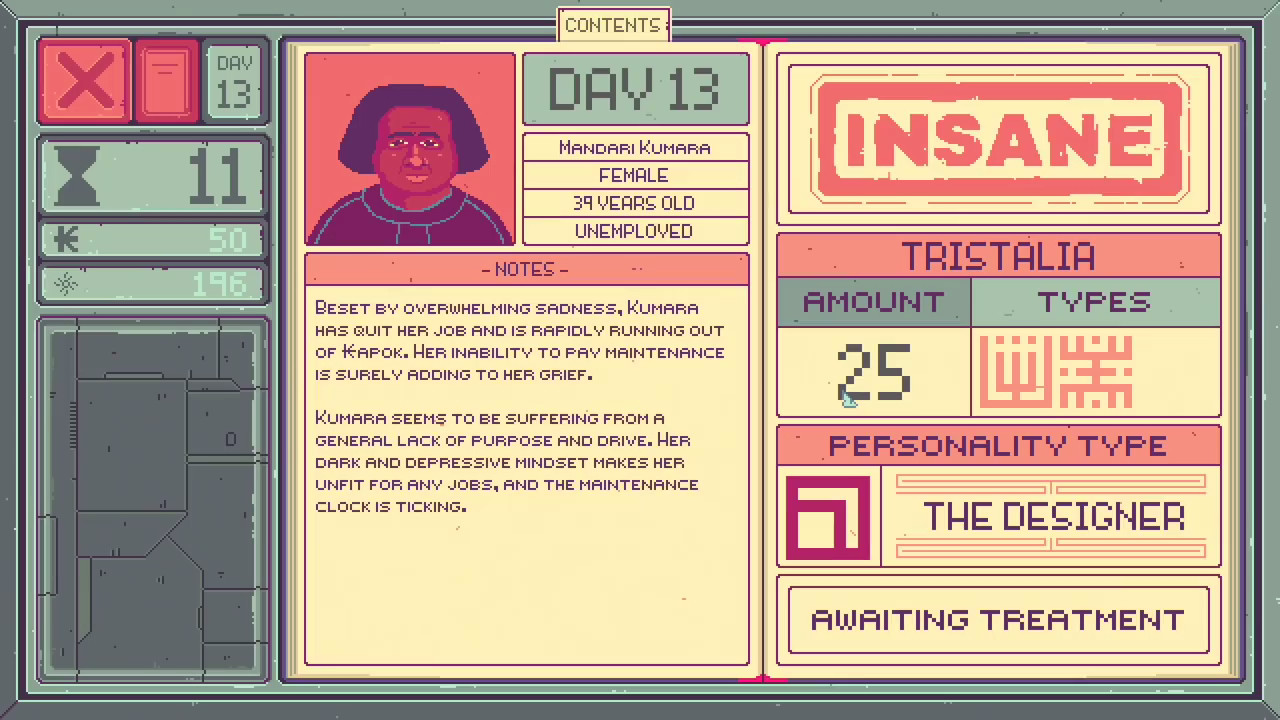 CONTENTS
DAY
13
11
50
196
DAY 13
MANDARI KUMARA
FEMALE
39 YEARS OLD
UNEMPLOYED
- NOTES -
BESET BY OVERWHELMING SADNESS, KUMARA
HAS QUIT HER JOB AND IS RAPIDLY RUNNING OUT
OF KAPOK. HER INABILITY TO PAY MAINTENANCE
IS SURELY ADDING TO HER GRIEF.
KUMARA SEEMS TO BE SUFFERING FROM A
GENERAL LACK OF PURPOSE AND DRIVE. HER
DARK AND DEPRESSIVE MINDSET MAKES HER
UNFIT FOR ANY JOBS, AND THE MAINTENANCE
CLOCK IS TICKING.
INSANE
TRISTALIA
AMOUNT
TYPES
25
PERSONALITY TYPE
THE DESIGNER
AWAITING TREATMENT